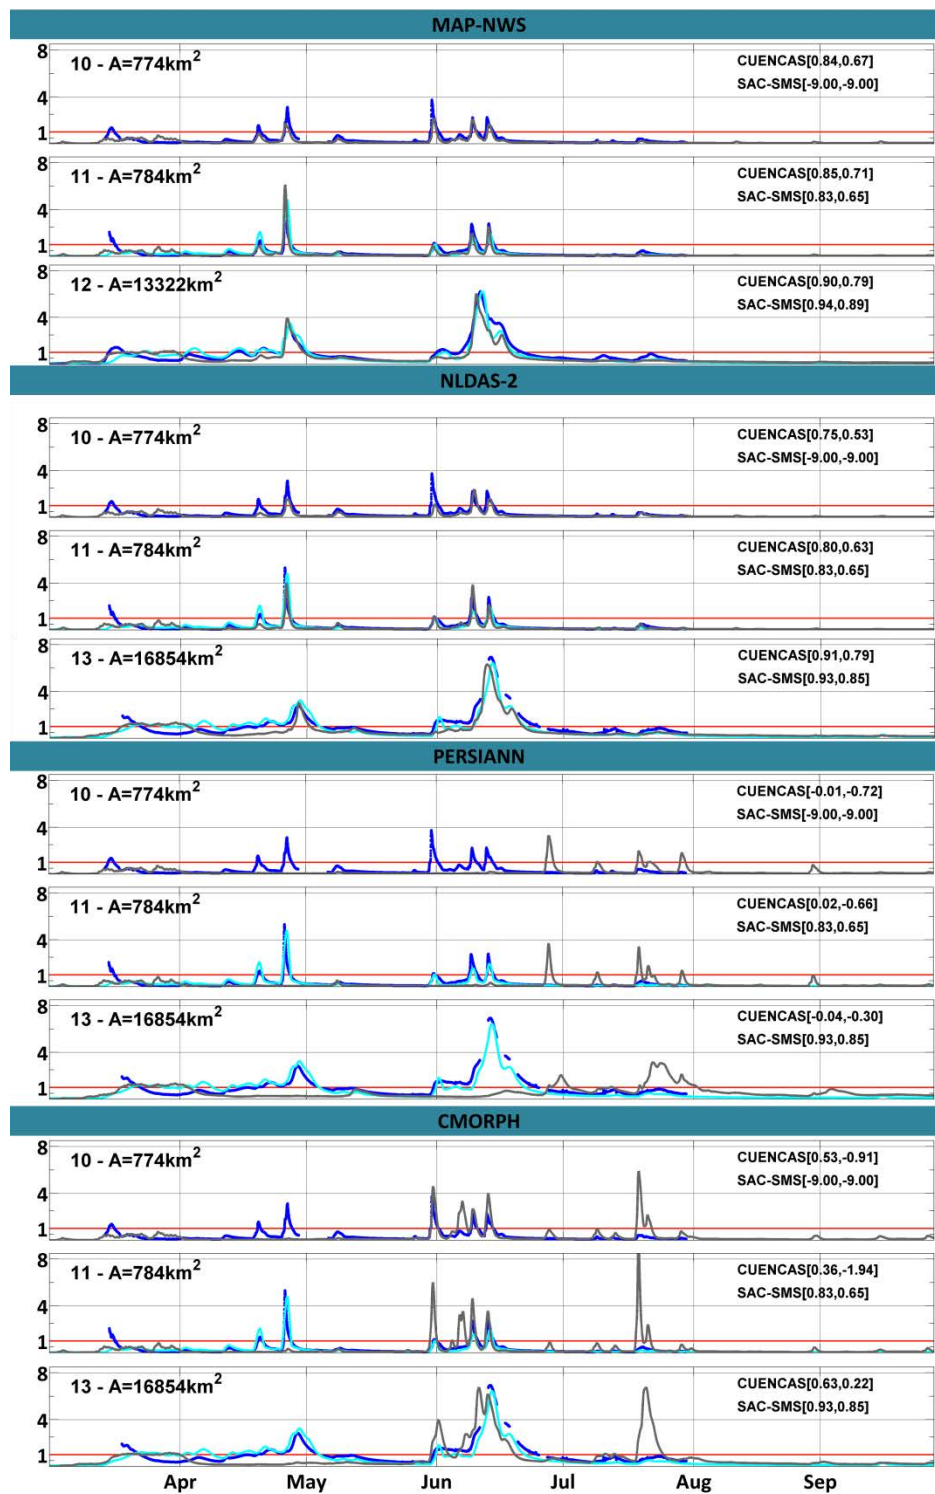 MAP-NWS
8
10 - A=774km²
CUENCAS[0.84,0.67]
SAC-SMS[-9.00,-9.00]
4
1
8
11 - A=784km²
CUENCAS[0.85,0.71]
SAC-SMS[0.83,0.65]
4
1
8
12 - A=13322km²
CUENCAS[0.90,0.79]
SAC-SMS[0.94,0.89]
4
1
NLDAS-2
8
10 - A=774km²
CUENCAS[0.75,0.53]
SAC-SMS[-9.00,-9.00]
4
1
8
11 - A=784km²
CUENCAS[0.80,0.63]
SAC-SMS[0.83,0.65]
4
1
8
13 - A=16854km²
CUENCAS[0.91,0.79]
SAC-SMS[0.93,0.85]
4
1
PERSIANN
8
10 - A=774km²
CUENCAS[-0.01,-0.72]
SAC-SMS[-9.00,-9.00]
4
1
8
11 - A=784km²
CUENCAS[0.02,-0.66]
SAC-SMS[0.83,0.65]
4
1
8
13 - A=16854km²
CUENCAS[-0.04,-0.30]
SAC-SMS[0.93,0.85]
4
1
CMORPH
8
10 - A=774km²
CUENCAS[0.53,-0.91]
SAC-SMS[-9.00,-9.00]
4
1
8
11 - A=784km²
CUENCAS[0.36,-1.94]
SAC-SMS[0.83,0.65]
4
1
8
13 - A=16854km²
CUENCAS[0.63,0.22]
SAC-SMS[0.93,0.85]
4
1
Apr May Jun Jul Aug Sep